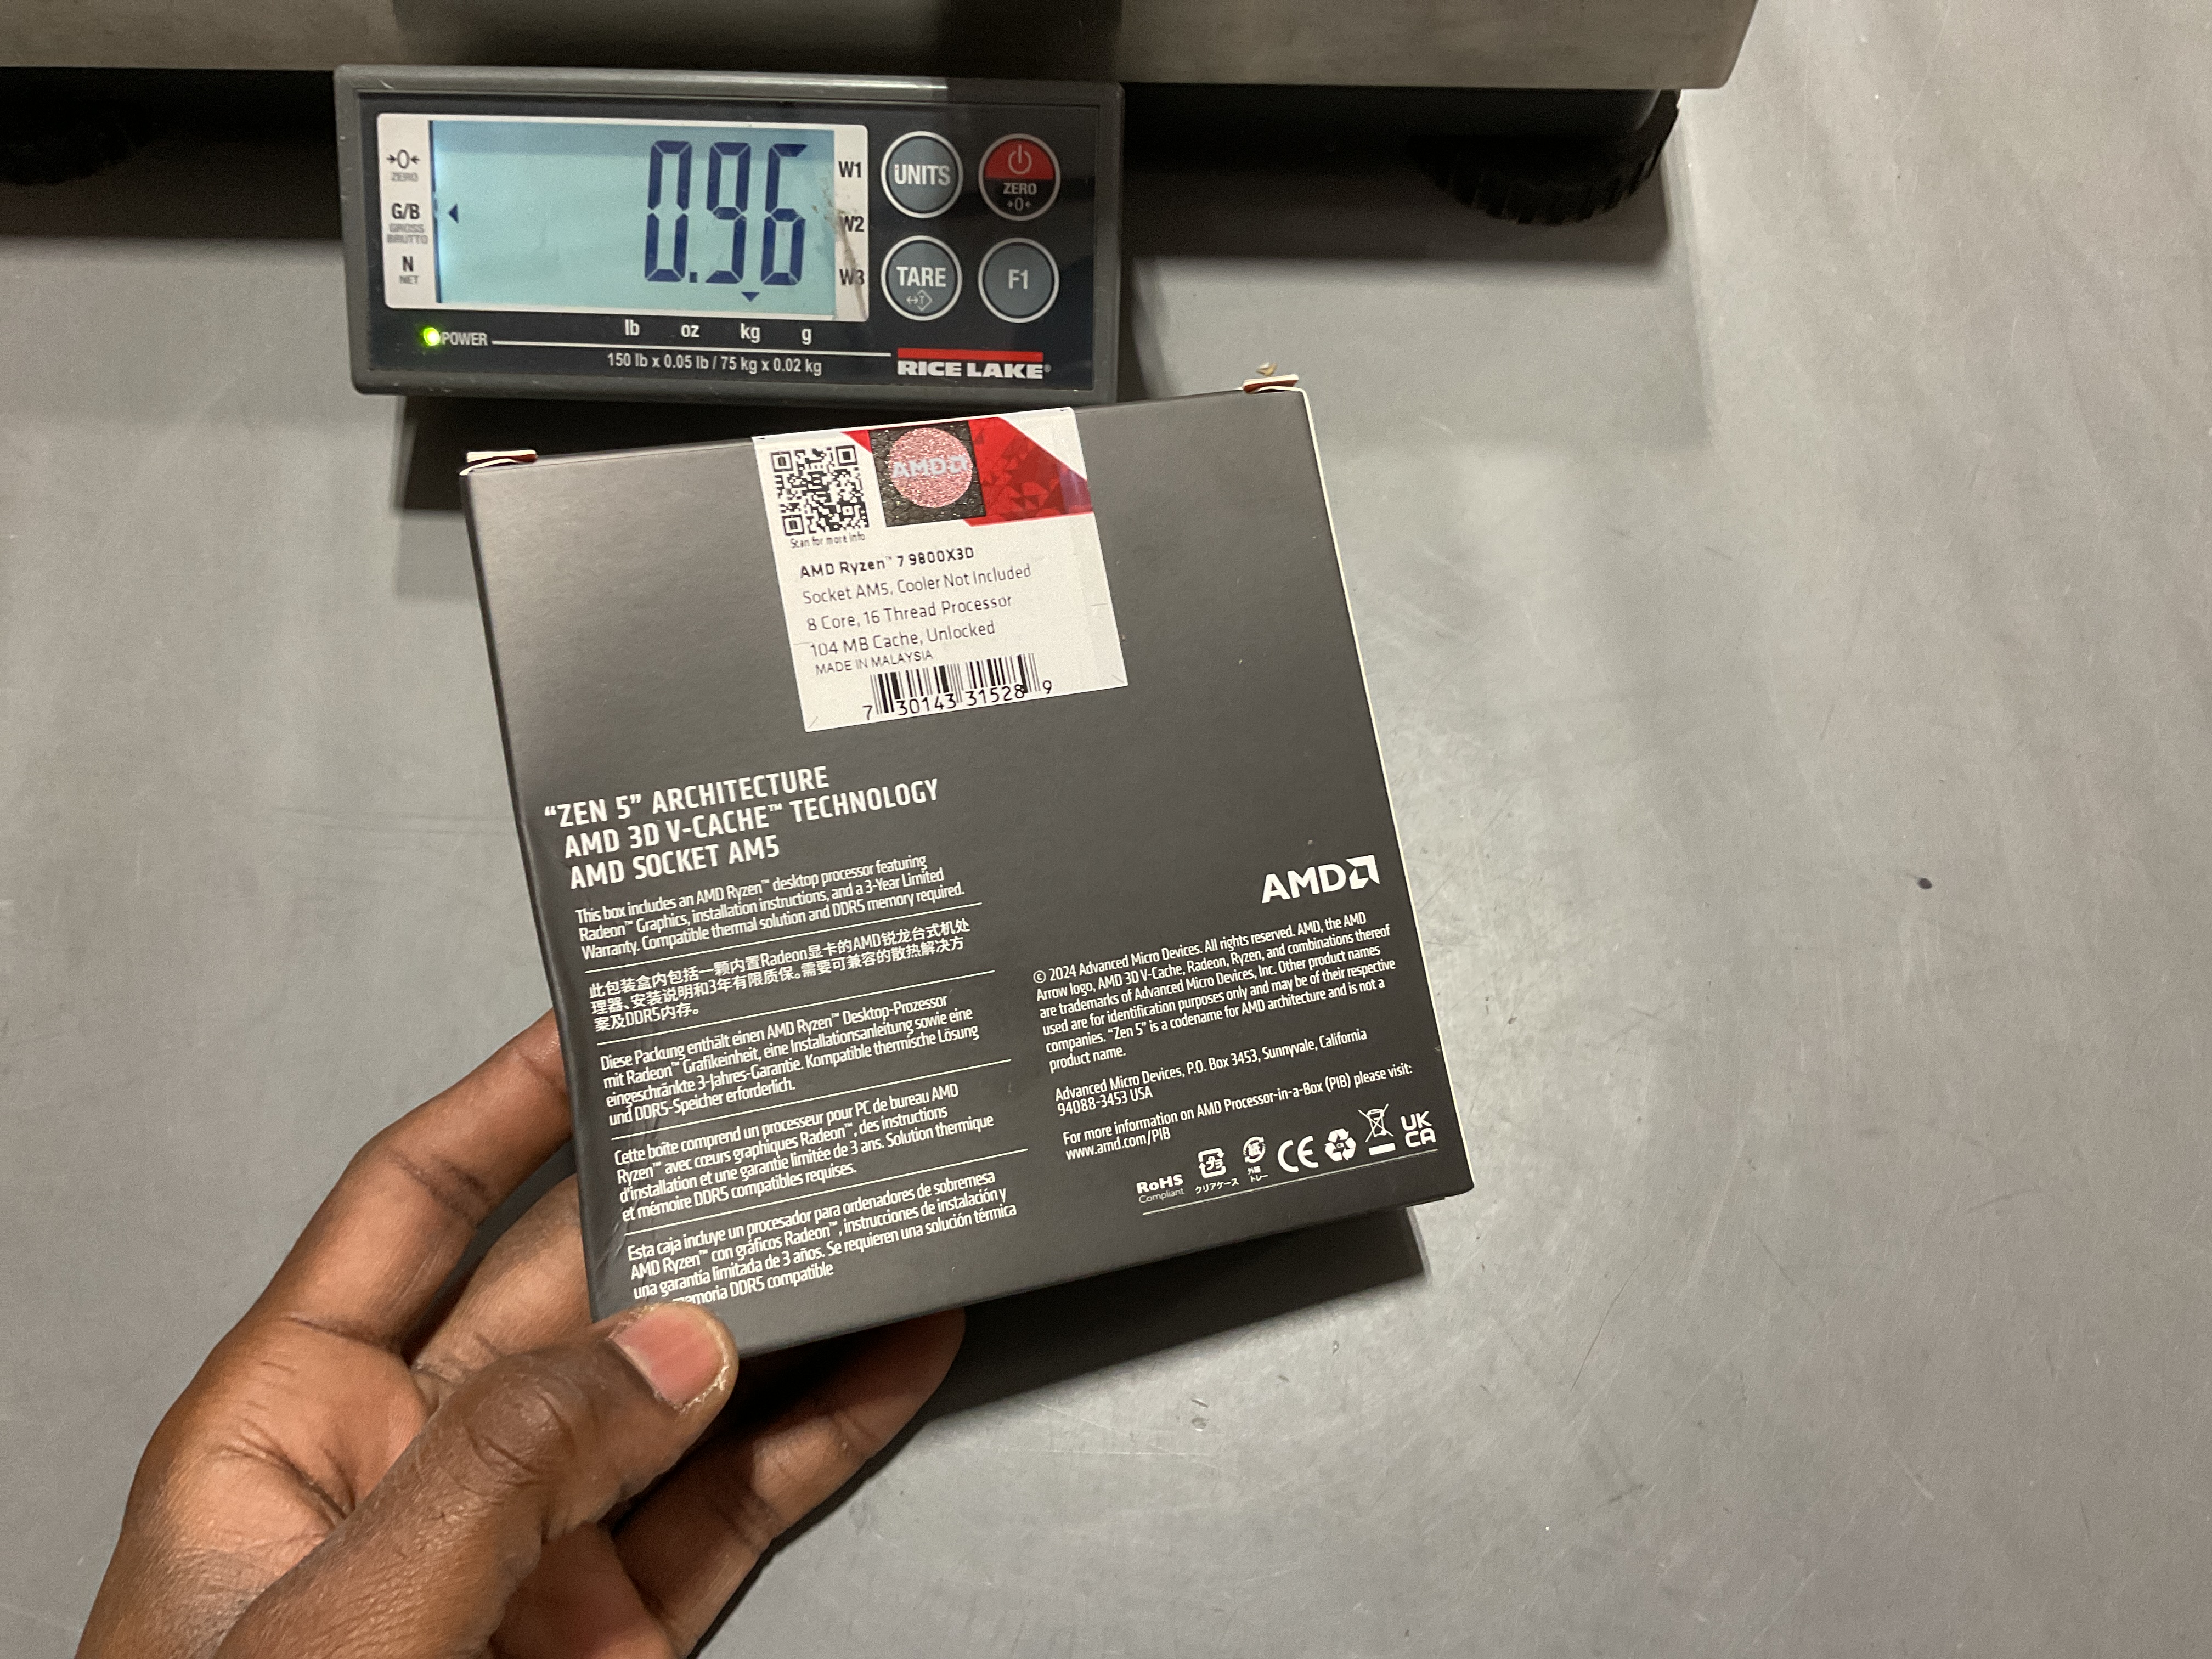 →0←
ZERO
G/B
GROSS
BRUTTO
N
NET
0.96
W1
W2
W3
UNITS
ZERO
→0←
TARE
F1
POWER
lb oz kg g
150 lb x 0.05 lb / 75 kg x 0.02 kg
RICE LAKE®
AMD
Scan for more info
AMD Ryzen™ 7 9800X3D
Socket AM5, Cooler Not Included
8 Core, 16 Thread Processor
104 MB Cache, Unlocked
MADE IN MALAYSIA
7 30143 31528 9
“ZEN 5” ARCHITECTURE
AMD 3D V-CACHE™ TECHNOLOGY
AMD SOCKET AM5
This box includes an AMD Ryzen™ desktop processor featuring
Radeon™ Graphics, installation instructions, and a 3-Year Limited
Warranty. Compatible thermal solution and DDR5 memory required.
此包装盒内包括一颗内置Radeon显卡的AMD锐龙台式机处
理器、安装说明和3年有限质保。需要可兼容的散热解决方
案及DDR5内存。
Diese Packung enthält einen AMD Ryzen™ Desktop-Prozessor
mit Radeon™ Grafikeinheit, eine Installationsanleitung sowie eine
eingeschränkte 3-Jahres-Garantie. Kompatible thermische Lösung
und DDR5-Speicher erforderlich.
Cette boîte comprend un processeur pour PC de bureau AMD
Ryzen™ avec cœurs graphiques Radeon™, des instructions
d'installation et une garantie limitée de 3 ans. Solution thermique
et mémoire DDR5 compatibles requises.
Esta caja incluye un procesador para ordenadores de sobremesa
AMD Ryzen™ con gráficos Radeon™, instrucciones de instalación y
una garantía limitada de 3 años. Se requieren una solución térmica
DDR5 compatible
AMD
© 2024 Advanced Micro Devices. All rights reserved. AMD, the AMD
Arrow logo, AMD 3D V-Cache, Radeon, Ryzen, and combinations thereof
are trademarks of Advanced Micro Devices, Inc. Other product names
used are for identification purposes only and may be of their respective
companies. “Zen 5” is a codename for AMD architecture and is not a
product name.
Advanced Micro Devices, P.O. Box 3453, Sunnyvale, California
94088-3453 USA
For more information on AMD Processor-in-a-Box (PIB) please visit:
www.amd.com/PIB
RoHS
Compliant
プラ
クリアケース
紙
外箱
トレー
CE
UK
CA